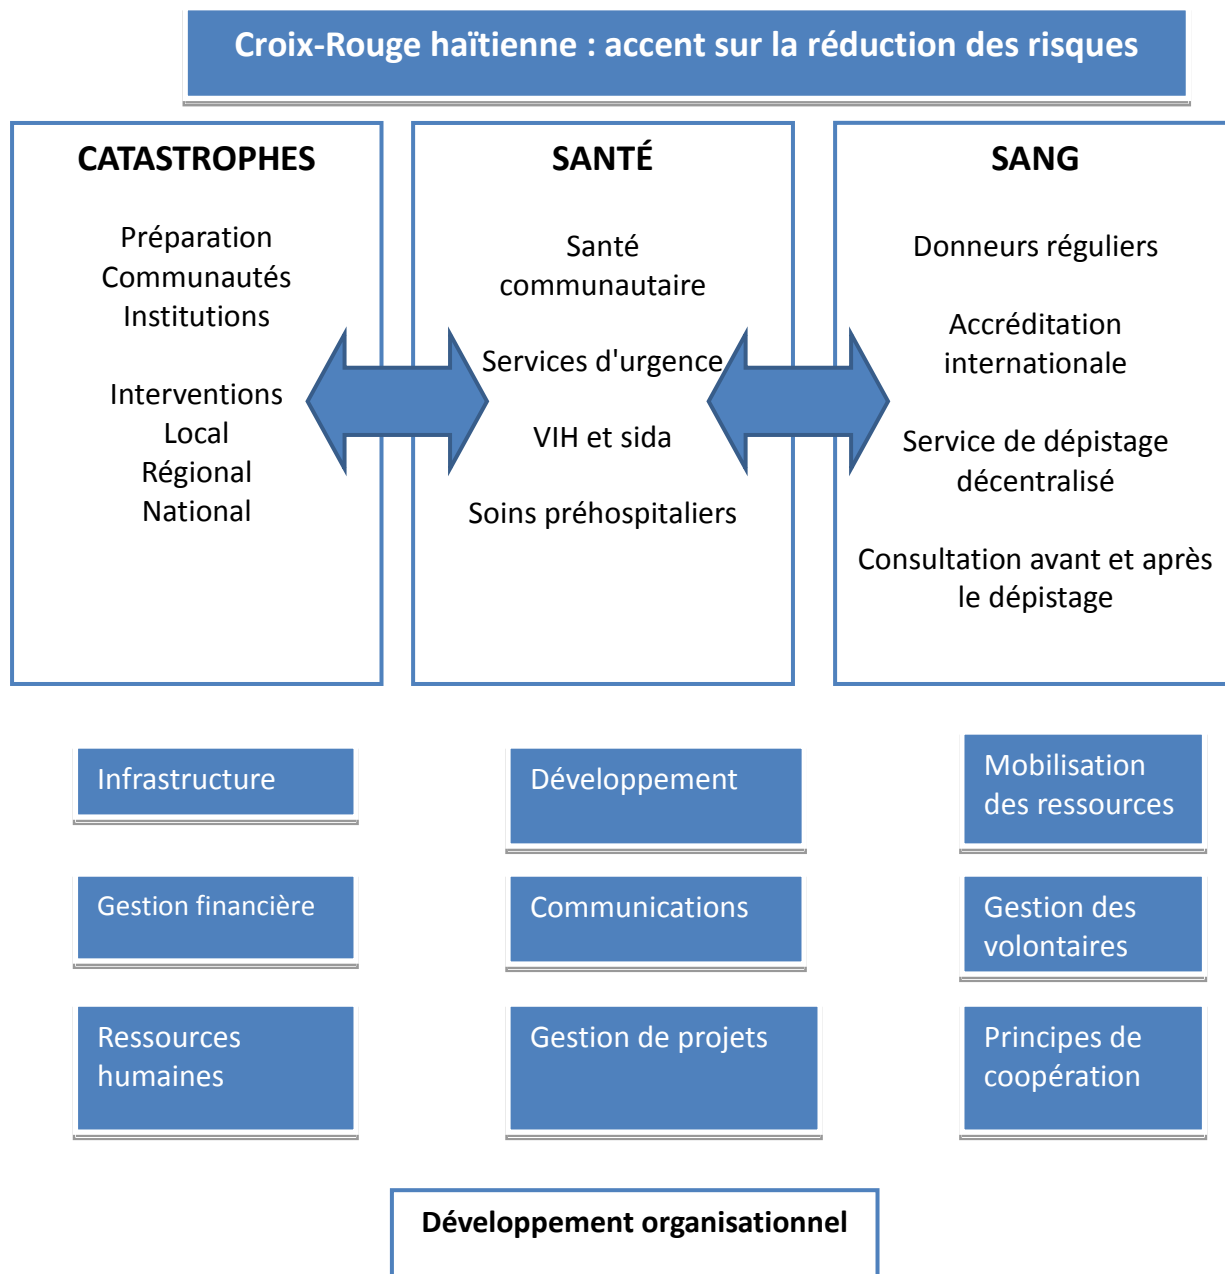 Croix-Rouge haïtienne : accent sur la réduction des risques
CATASTROPHES
Préparation
Communautés
Institutions
Interventions
Local
Régional
National
SANTÉ
Santé
communautaire
Services d'urgence
VIH et sida
Soins préhospitaliers
SANG
Donneurs réguliers
Accréditation
internationale
Service de dépistage
décentralisé
Consultation avant et après
le dépistage
Infrastructure
Développement
Mobilisation
des ressources
Gestion financière
Communications
Gestion des
volontaires
Ressources
humaines
Gestion de projets
Principes de
coopération
Développement organisationnel